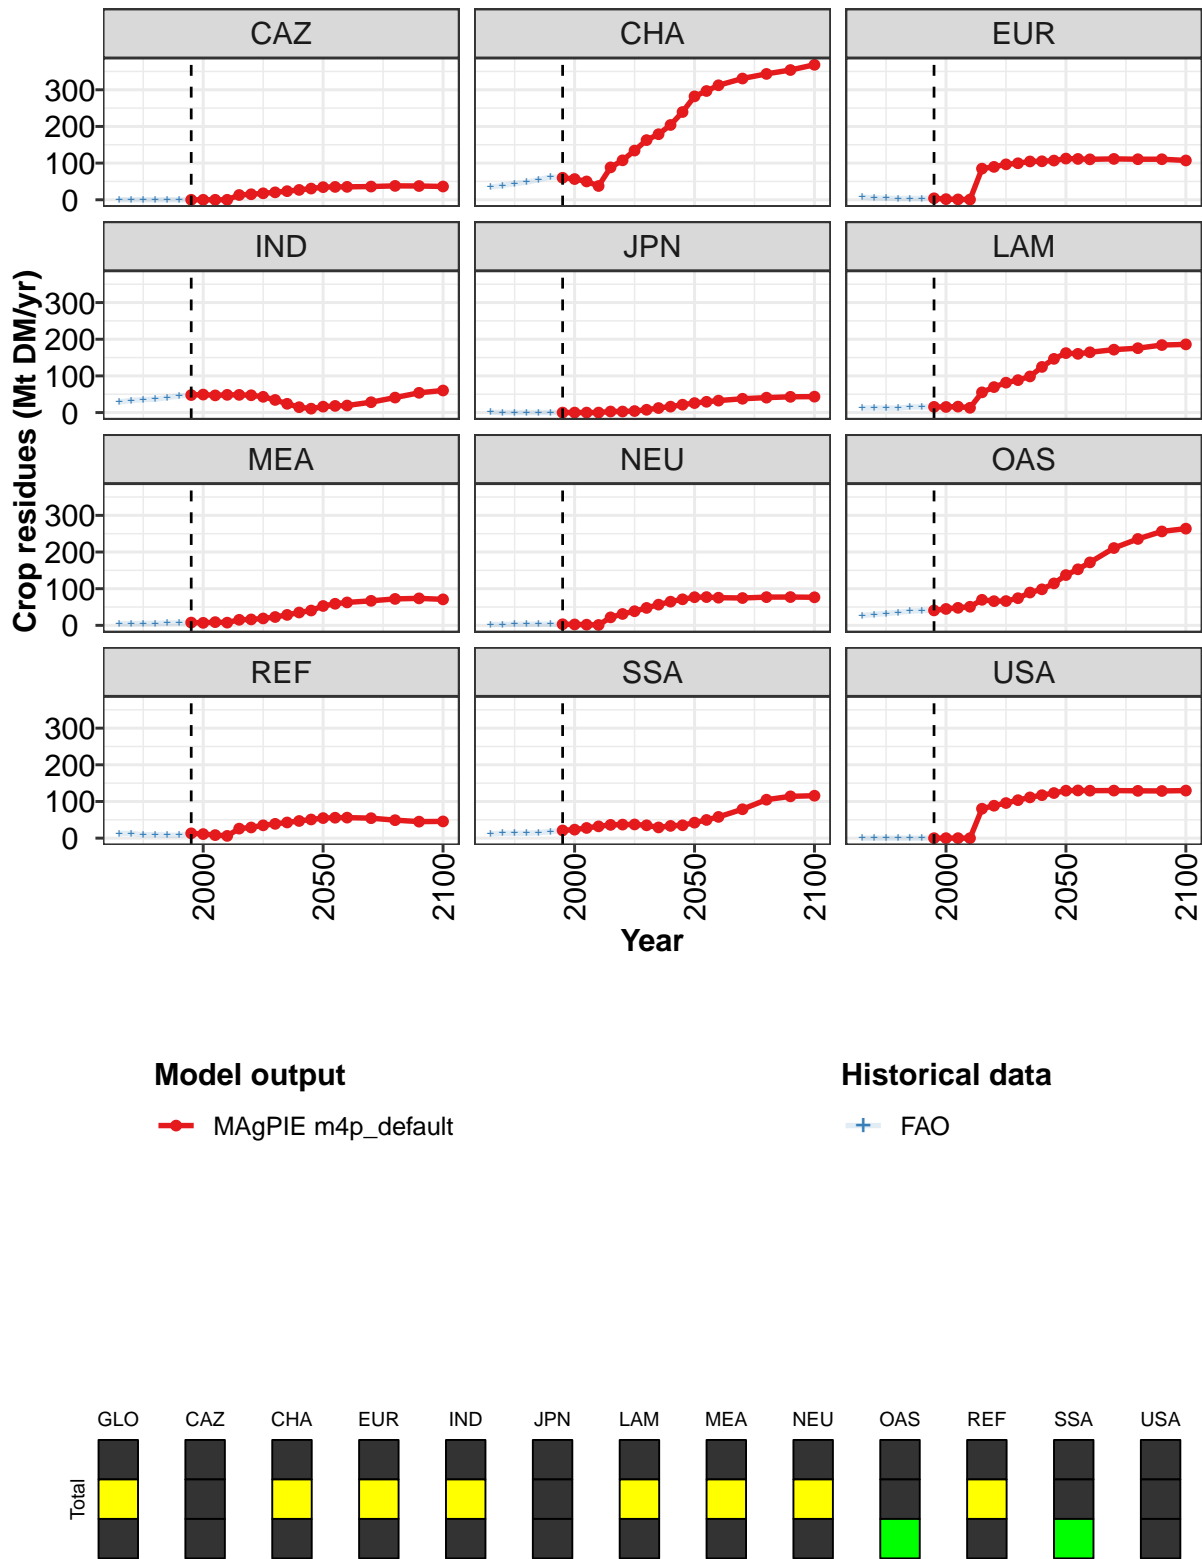 CAZ CHA EUR
300
200
100
0
IND JPN LAM
300
200
100
0
MEA NEU OAS
300
200
100
0
REF SSA USA
300
200
100
0
Crop residues (Mt DM/yr)
2000 2050 2100 2000 2050 2100 2000 2050 2100
Year
Model output Historical data
MAgPIE m4p_default FAO
GLO CAZ CHA EUR IND JPN LAM MEA NEU OAS REF SSA USA
Total